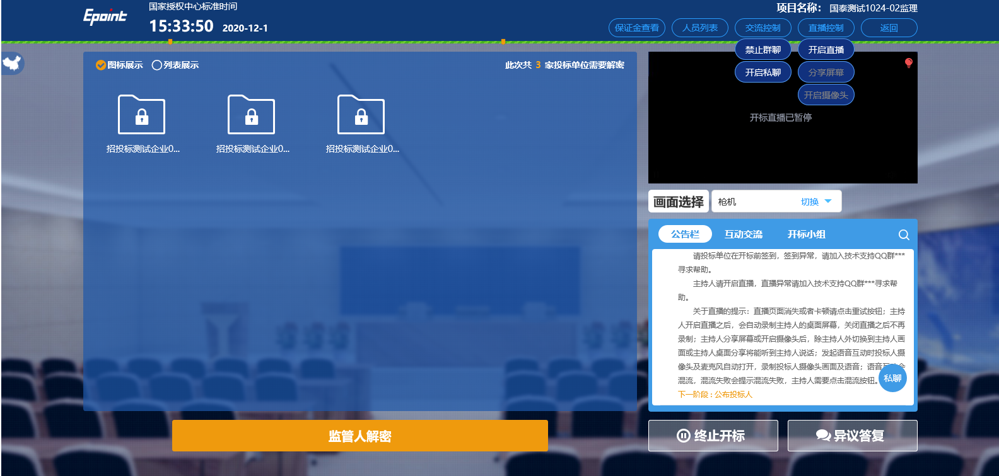 Epoint
国家授权中心标准时间
15:33:50 2020-12-1
项目名称： 国泰测试1024-02监理
保证金查看 人员列表 交流控制 直播控制 返回
禁止群聊 开启直播
开启私聊 分享屏幕
开启摄像头
图标展示 列表展示
此次共 3 家投标单位需要解密
招投标测试企业0... 招投标测试企业0... 招投标测试企业0...
开标直播已暂停
画面选择 枪机 切换
公告栏 互动交流 开标小组
请投标单位在开标前签到，签到异常，请加入技术支持QQ群***
寻求帮助。
主持人请开启直播，直播异常请加入技术支持QQ群***寻求帮
助。
关于直播的提示：直播页面消失或者卡顿请点击重试按钮；主持
人开启直播之后，会自动录制主持人的桌面屏幕，关闭直播之后不再
录制；主持人分享屏幕或开启摄像头后，除主持人外切换到主持人画
面或主持人桌面分享将能听到主持人说话；发起语音互动时投标人摄
像头及麦克风自动打开，录制投标人摄像头画面及语音；语音
混流，混流失败会提示混流失败，主持人需要点击混流按钮。
私聊
下一阶段 : 公布投标人
监管人解密
终止开标 异议答复